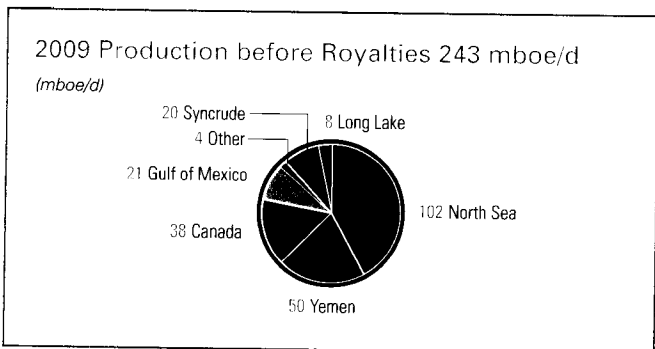 2009 Production before Royalties 243 mboe/d
(mboe/d)
20 Syncrude
8 Long Lake
4 Other
21 Gulf of Mexico
102 North Sea
38 Canada
50 Yemen